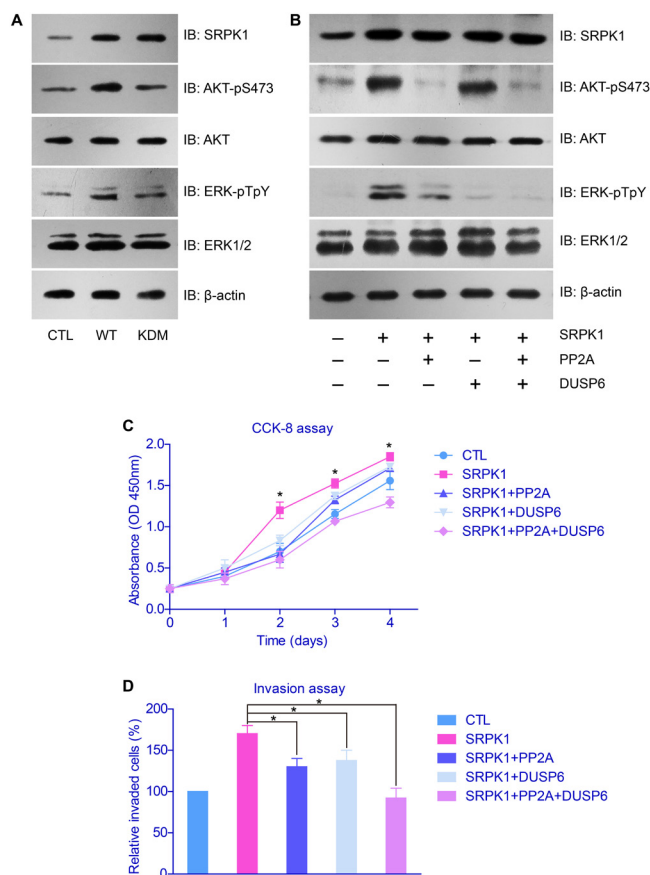 A
IB: SRPK1
IB: AKT-pS473
IB: AKT
IB: ERK-pTpY
IB: ERK1/2
IB: β-actin
CTL WT KDM
B
IB: SRPK1
IB: AKT-pS473
IB: AKT
IB: ERK-pTpY
IB: ERK1/2
IB: β-actin
– + + + + SRPK1
– – + – + PP2A
– – – + + DUSP6
C
CCK-8 assay
Absorbance (OD 450nm)
2.0
1.5
1.0
0.5
0.0
0 1 2 3 4
Time (days)
* * *
CTL
SRPK1
SRPK1+PP2A
SRPK1+DUSP6
SRPK1+PP2A+DUSP6
D
Invasion assay
Relative invaded cells (%)
200
150
100
50
0
*
*
*
CTL
SRPK1
SRPK1+PP2A
SRPK1+DUSP6
SRPK1+PP2A+DUSP6